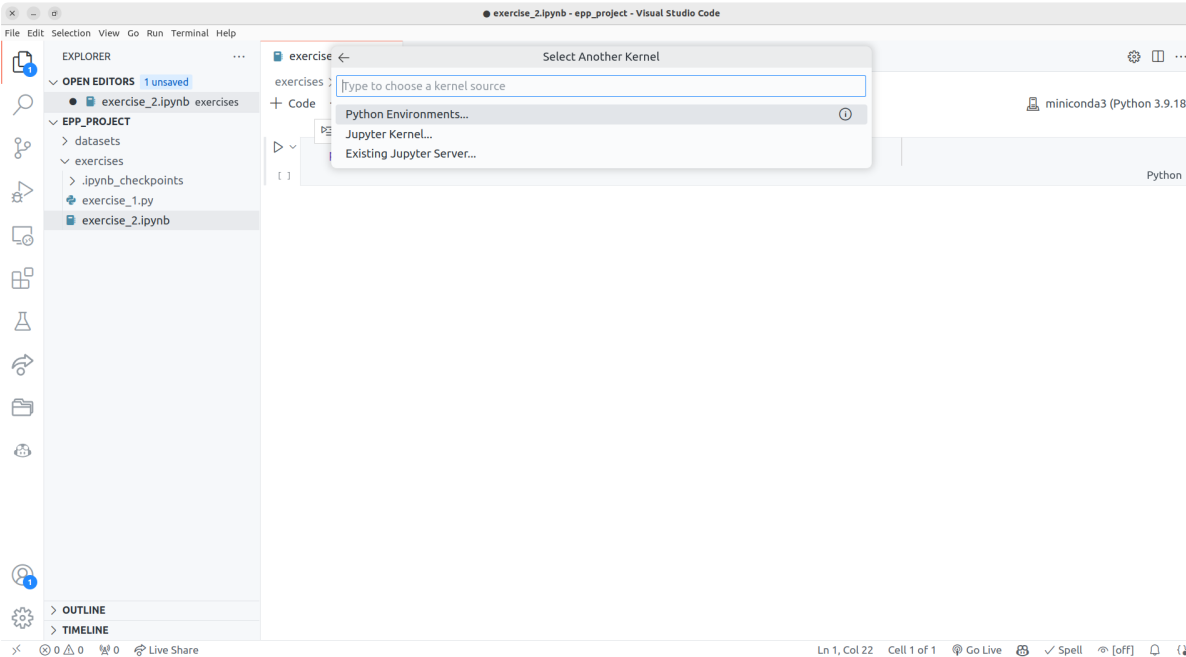 ● exercise_2.ipynb - epp_project - Visual Studio Code
File Edit Selection View Go Run Terminal Help
EXPLORER
OPEN EDITORS 1 unsaved
exercise_2.ipynb exercises
EPP_PROJECT
datasets
exercises
.ipynb_checkpoints
exercise_1.py
exercise_2.ipynb
OUTLINE
TIMELINE
exercise
exercises
+ Code
Select Another Kernel
Type to choose a kernel source
Python Environments...
Jupyter Kernel...
Existing Jupyter Server...
miniconda3 (Python 3.9.18
[ ]
Python
1
1
0 0 0 Live Share
Ln 1, Col 22 Cell 1 of 1 Go Live Spell [off]